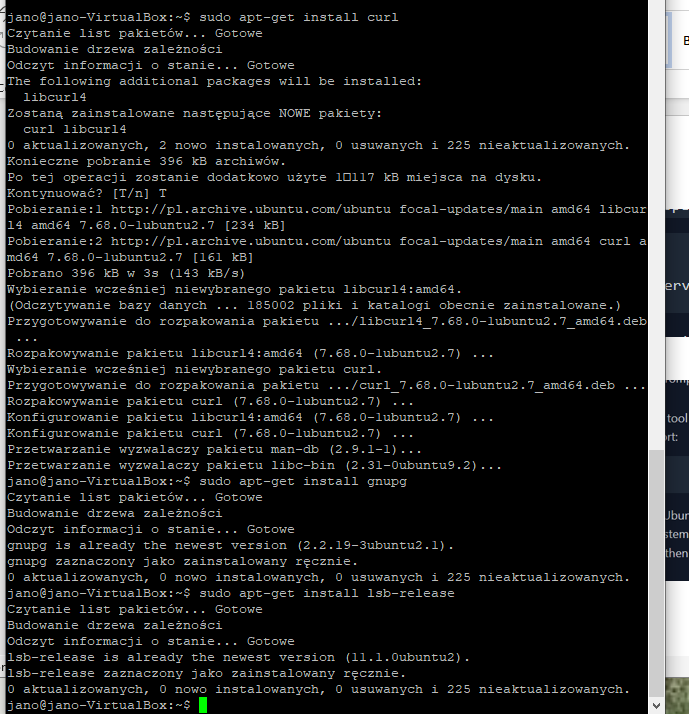 jano@jano-VirtualBox:~$ sudo apt-get install curl
Czytanie list pakietów... Gotowe
Budowanie drzewa zależności
Odczyt informacji o stanie... Gotowe
The following additional packages will be installed:
  libcurl4
Zostaną zainstalowane następujące NOWE pakiety:
  curl libcurl4
0 aktualizowanych, 2 nowo instalowanych, 0 usuwanych i 225 nieaktualizowanych.
Konieczne pobranie 396 kB archiwów.
Po tej operacji zostanie dodatkowo użyte 1□117 kB miejsca na dysku.
Kontynuować? [T/n] T
Pobieranie:1 http://pl.archive.ubuntu.com/ubuntu focal-updates/main amd64 libcur
l4 amd64 7.68.0-1ubuntu2.7 [234 kB]
Pobieranie:2 http://pl.archive.ubuntu.com/ubuntu focal-updates/main amd64 curl a
md64 7.68.0-1ubuntu2.7 [161 kB]
Pobrano 396 kB w 3s (143 kB/s)
Wybieranie wcześniej niewybranego pakietu libcurl4:amd64.
(Odczytywanie bazy danych ... 185002 pliki i katalogi obecnie zainstalowane.)
Przygotowywanie do rozpakowania pakietu .../libcurl4_7.68.0-1ubuntu2.7_amd64.deb
 ...
Rozpakowywanie pakietu libcurl4:amd64 (7.68.0-1ubuntu2.7) ...
Wybieranie wcześniej niewybranego pakietu curl.
Przygotowywanie do rozpakowania pakietu .../curl_7.68.0-1ubuntu2.7_amd64.deb ...
Rozpakowywanie pakietu curl (7.68.0-1ubuntu2.7) ...
Konfigurowanie pakietu libcurl4:amd64 (7.68.0-1ubuntu2.7) ...
Konfigurowanie pakietu curl (7.68.0-1ubuntu2.7) ...
Przetwarzanie wyzwalaczy pakietu man-db (2.9.1-1)...
Przetwarzanie wyzwalaczy pakietu libc-bin (2.31-0ubuntu9.2)...
jano@jano-VirtualBox:~$ sudo apt-get install gnupg
Czytanie list pakietów... Gotowe
Budowanie drzewa zależności
Odczyt informacji o stanie... Gotowe
gnupg is already the newest version (2.2.19-3ubuntu2.1).
gnupg zaznaczony jako zainstalowany ręcznie.
0 aktualizowanych, 0 nowo instalowanych, 0 usuwanych i 225 nieaktualizowanych.
jano@jano-VirtualBox:~$ sudo apt-get install lsb-release
Czytanie list pakietów... Gotowe
Budowanie drzewa zależności
Odczyt informacji o stanie... Gotowe
lsb-release is already the newest version (11.1.0ubuntu2).
lsb-release zaznaczony jako zainstalowany ręcznie.
0 aktualizowanych, 0 nowo instalowanych, 0 usuwanych i 225 nieaktualizowanych.
jano@jano-VirtualBox:~$
B
erv
tool
rt:
Ubun
stem
then